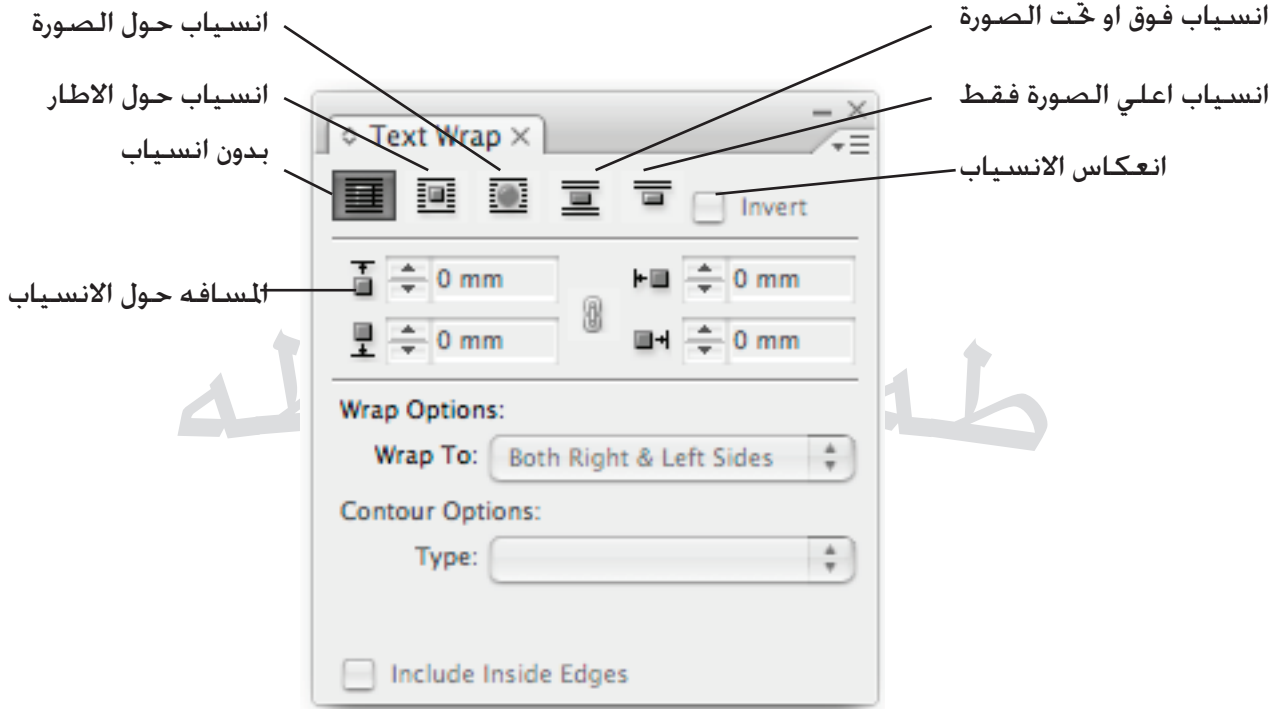 انسياب فوق او تحت الصورة
انسياب حول الصورة
انسياب اعلي الصورة فقط
انسياب حول الاطار
Text Wrap
بدون انسياب
انعكاس الانسياب
Invert
0 mm
0 mm
المسافه حول الانسياب
0 mm
0 mm
Wrap Options:
Wrap To: Both Right & Left Sides
Contour Options:
Type:
Include Inside Edges